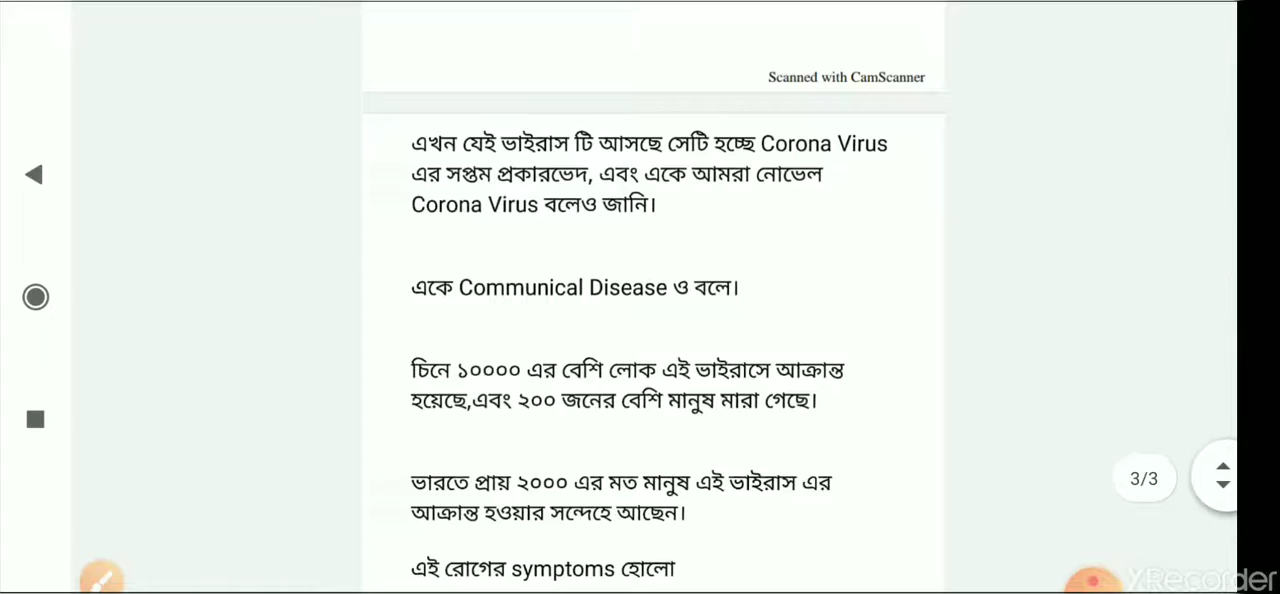 Scanned with CamScanner
এখন যেই ভাইরাস টি আসছে সেটি হচ্ছে Corona Virus
এর সপ্তম প্রকারভেদ, এবং একে আমরা নোভেল
Corona Virus বলেও জানি।
একে Communical Disease ও বলে।
চিনে ১০০০০ এর বেশি লোক এই ভাইরাসে আক্রান্ত
হয়েছে,এবং ২০০ জনের বেশি মানুষ মারা গেছে।
ভারতে প্রায় ২০০০ এর মত মানুষ এই ভাইরাস এর
আক্রান্ত হওয়ার সন্দেহে আছেন।
3/3
এই রোগের symptoms হোলো
XRecorder